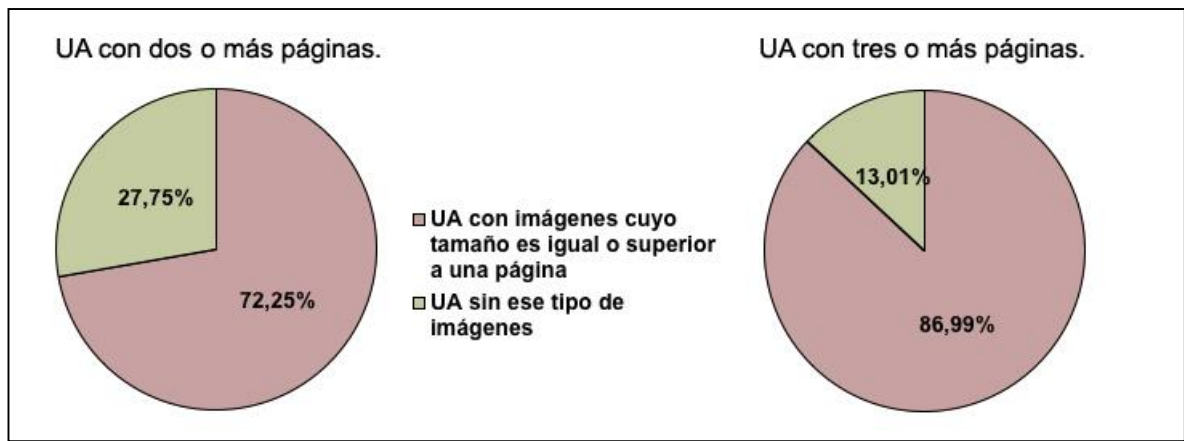 UA con dos o más páginas.
27,75%
72,25%
UA con imágenes cuyo
tamaño es igual o superior
a una página
UA sin ese tipo de
imágenes
UA con tres o más páginas.
13,01%
86,99%